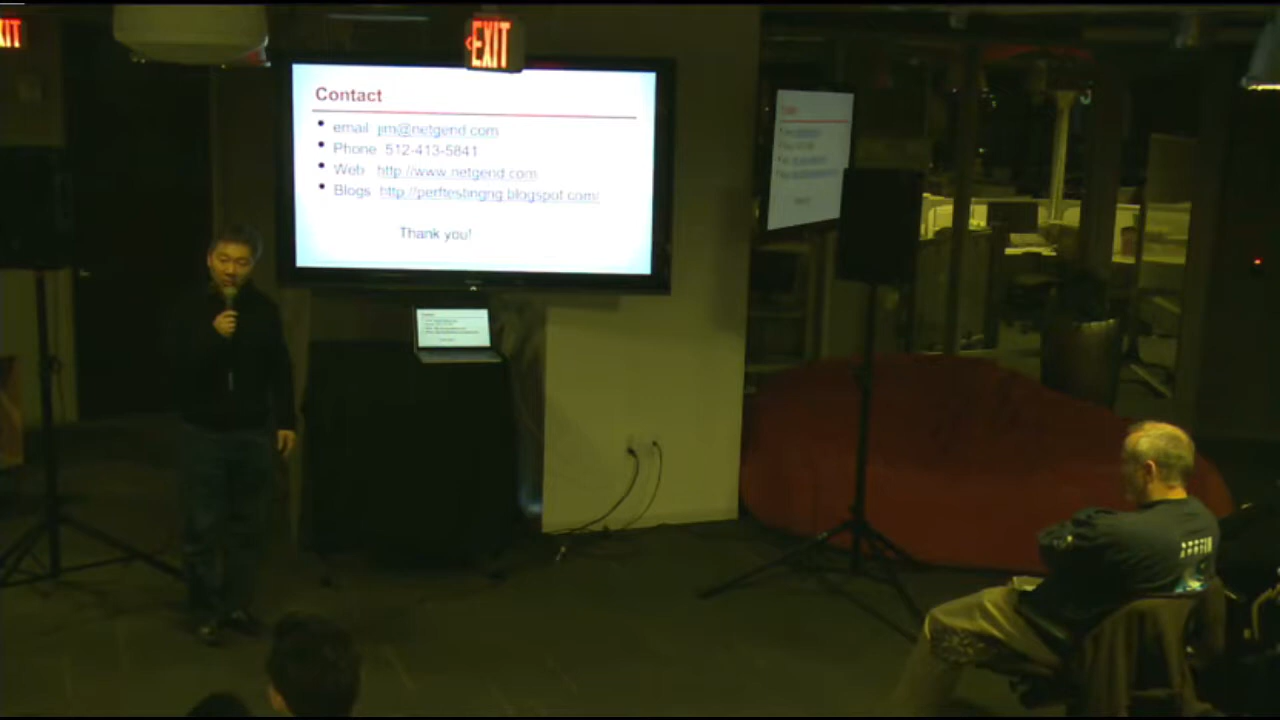 XIT
EXIT
Contact
email jim@netgend.com
Phone 512-413-5841
Web http://www.netgend.com
Blogs http://perftestingng.blogspot.com/
Thank you!